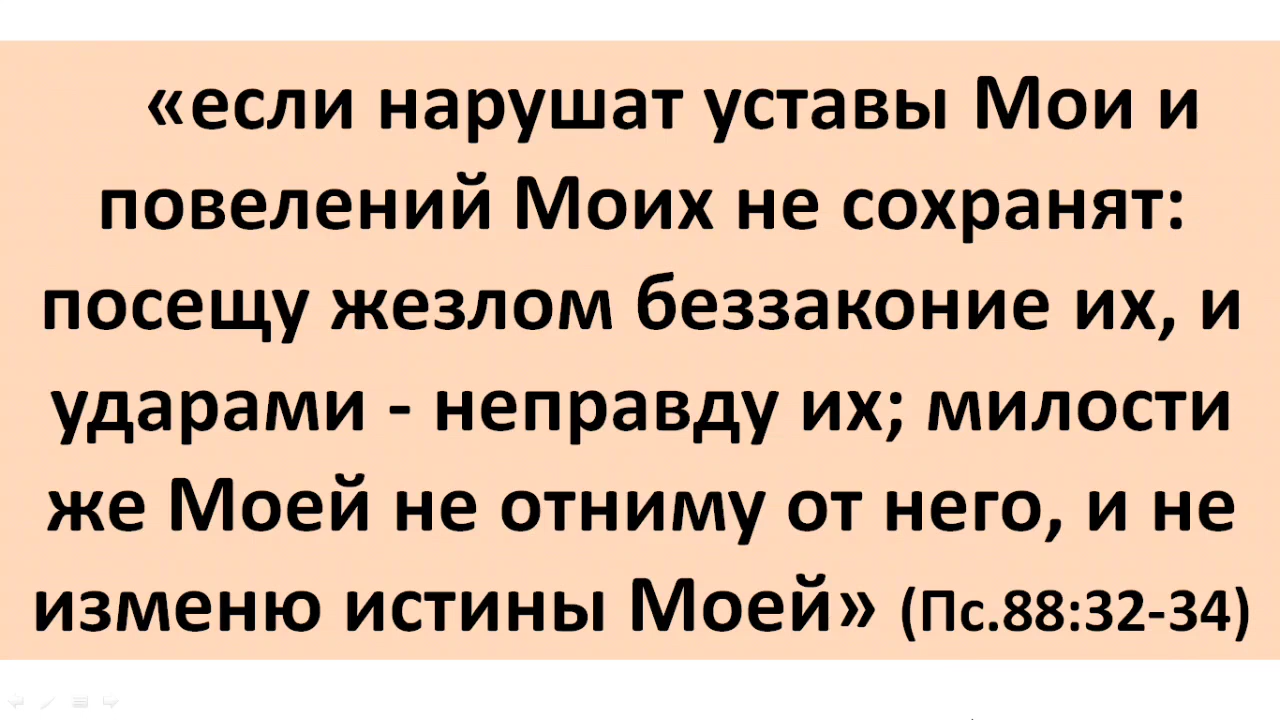 «если нарушат уставы Мои и
повелений Моих не сохранят:
посещу жезлом беззаконие их, и
ударами - неправду их; милости
же Моей не отниму от него, и не
изменю истины Моей» (Пс.88:32-34)